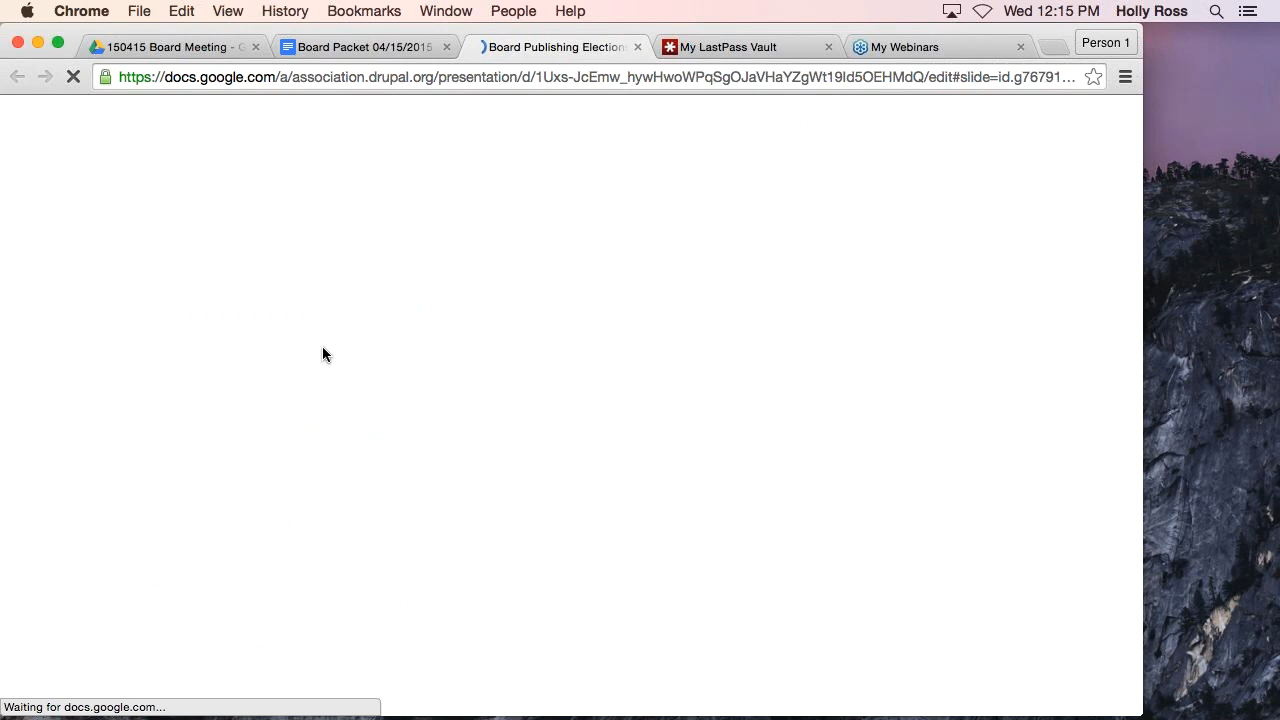 Chrome File Edit View History Bookmarks Window People Help Wed 12:15 PM Holly Ross
150415 Board Meeting - G Board Packet 04/15/2015 Board Publishing Elections My LastPass Vault My Webinars Person 1
https://docs.google.com/a/association.drupal.org/presentation/d/1Uxs-JcEmw_hywHwoWPqSgOJaVHaYZgWt19Id5OEHMdQ/edit#slide=id.g76791...
Waiting for docs.google.com...